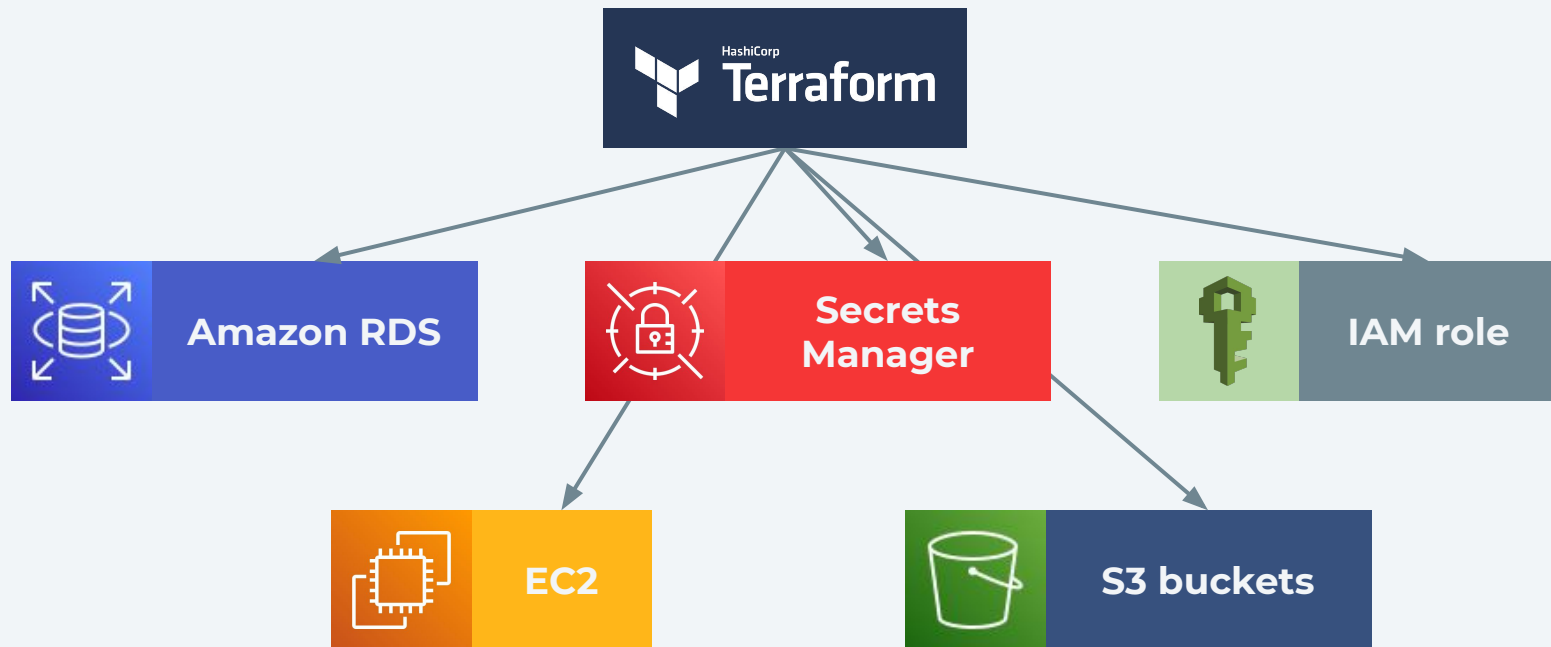 HashiCorp
Terraform
Amazon RDS
Secrets
Manager
IAM role
EC2
S3 buckets